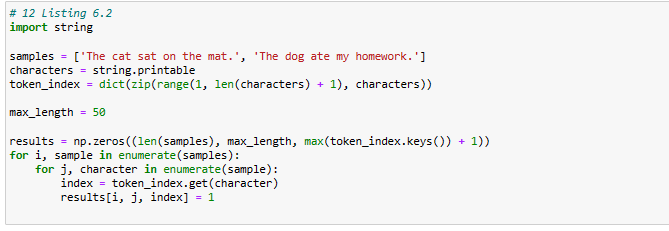 # 12 Listing 6.2
import string

samples = ['The cat sat on the mat.', 'The dog ate my homework.']
characters = string.printable
token_index = dict(zip(range(1, len(characters) + 1), characters))

max_length = 50

results = np.zeros((len(samples), max_length, max(token_index.keys()) + 1))
for i, sample in enumerate(samples):
    for j, character in enumerate(sample):
        index = token_index.get(character)
        results[i, j, index] = 1